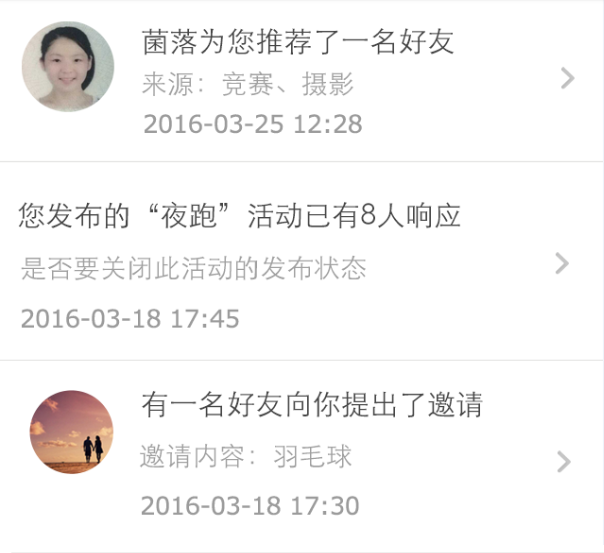 菌落为您推荐了一名好友
来源：竞赛、摄影
2016-03-25 12:28
您发布的“夜跑”活动已有8人响应
是否要关闭此活动的发布状态
2016-03-18 17:45
有一名好友向你提出了邀请
邀请内容：羽毛球
2016-03-18 17:30